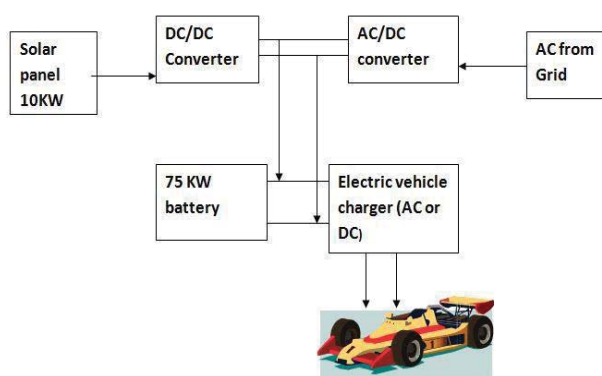 Solar
panel
10KW
DC/DC
Converter
AC/DC
converter
AC from
Grid
75 KW
battery
Electric vehicle
charger (AC or
DC)